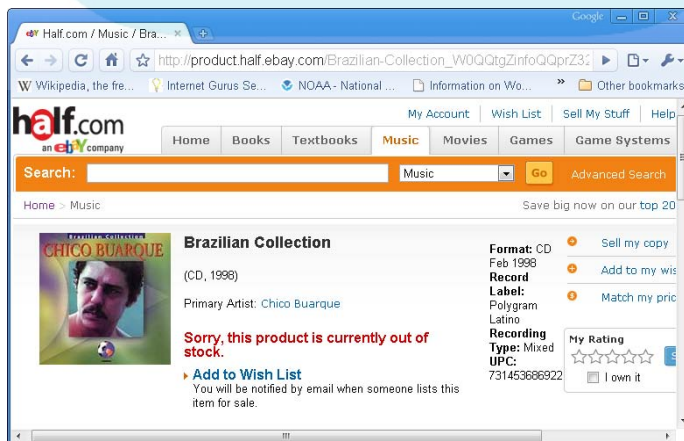 Google
Half.com / Music / Bra...
http://product.half.ebay.com/Brazilian-Collection_W0QQtgZinfoQQprZ32
Wikipedia, the fre...
Internet Gurus Se...
NOAA - National ...
Information on Wo...
»
Other bookmarks
half.com
an ebY company
My Account
Wish List
Sell My Stuff
Help
Home
Books
Textbooks
Music
Movies
Games
Game Systems
Search:
Music
Go
Advanced Search
Home > Music
Save big now on our top 20
Brazilian Collection
CHICO BUARQUE
Brazilian Collection
(CD, 1998)
Primary Artist: Chico Buarque
Sorry, this product is currently out of
stock.
Add to Wish List
You will be notified by email when someone lists this
item for sale.
Format: CD
Feb 1998
Record
Label:
Polygram
Latino
Recording
Type: Mixed
UPC:
731453686922
Sell my copy
Add to my wis
Match my pric
My Rating
S
I own it